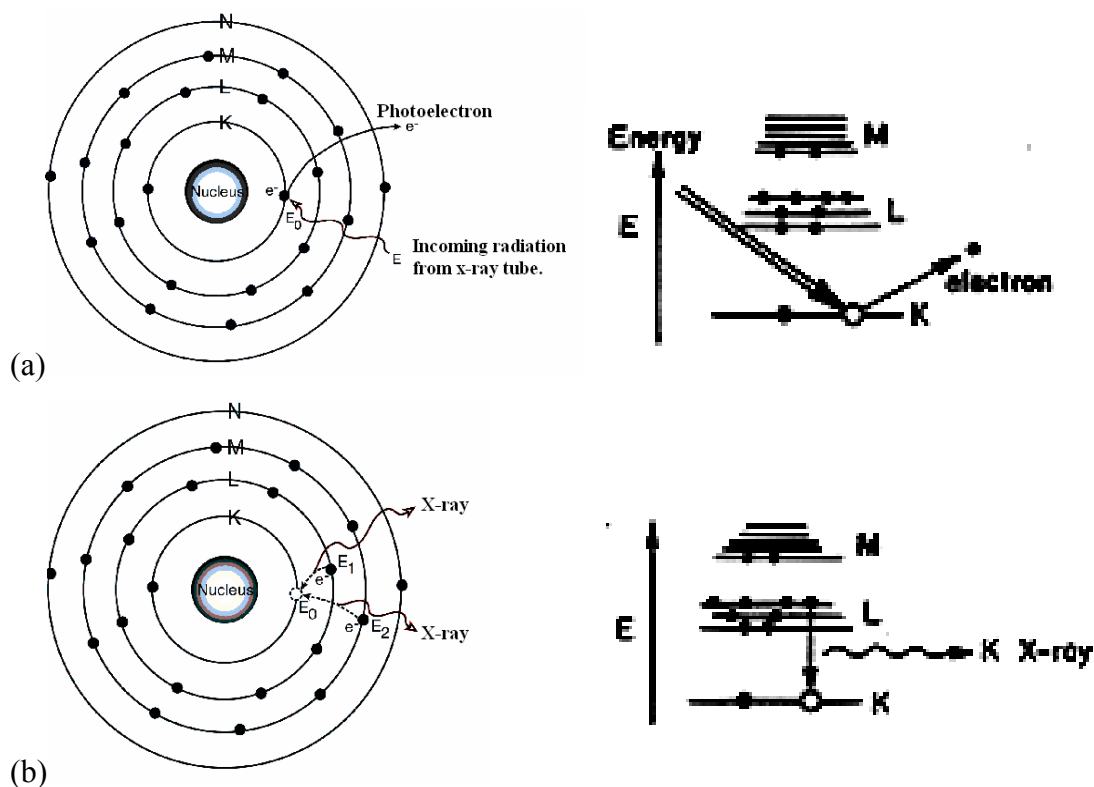 N
M
L
K
Nucleus
e-
E0
Photoelectron
e-
E
Incoming radiation
from x-ray tube.
Energy
E
M
L
electron
K
(a)
N
M
L
K
Nucleus
E1
e-
E0
e-
E2
X-ray
X-ray
E
M
L
K X-ray
K
(b)